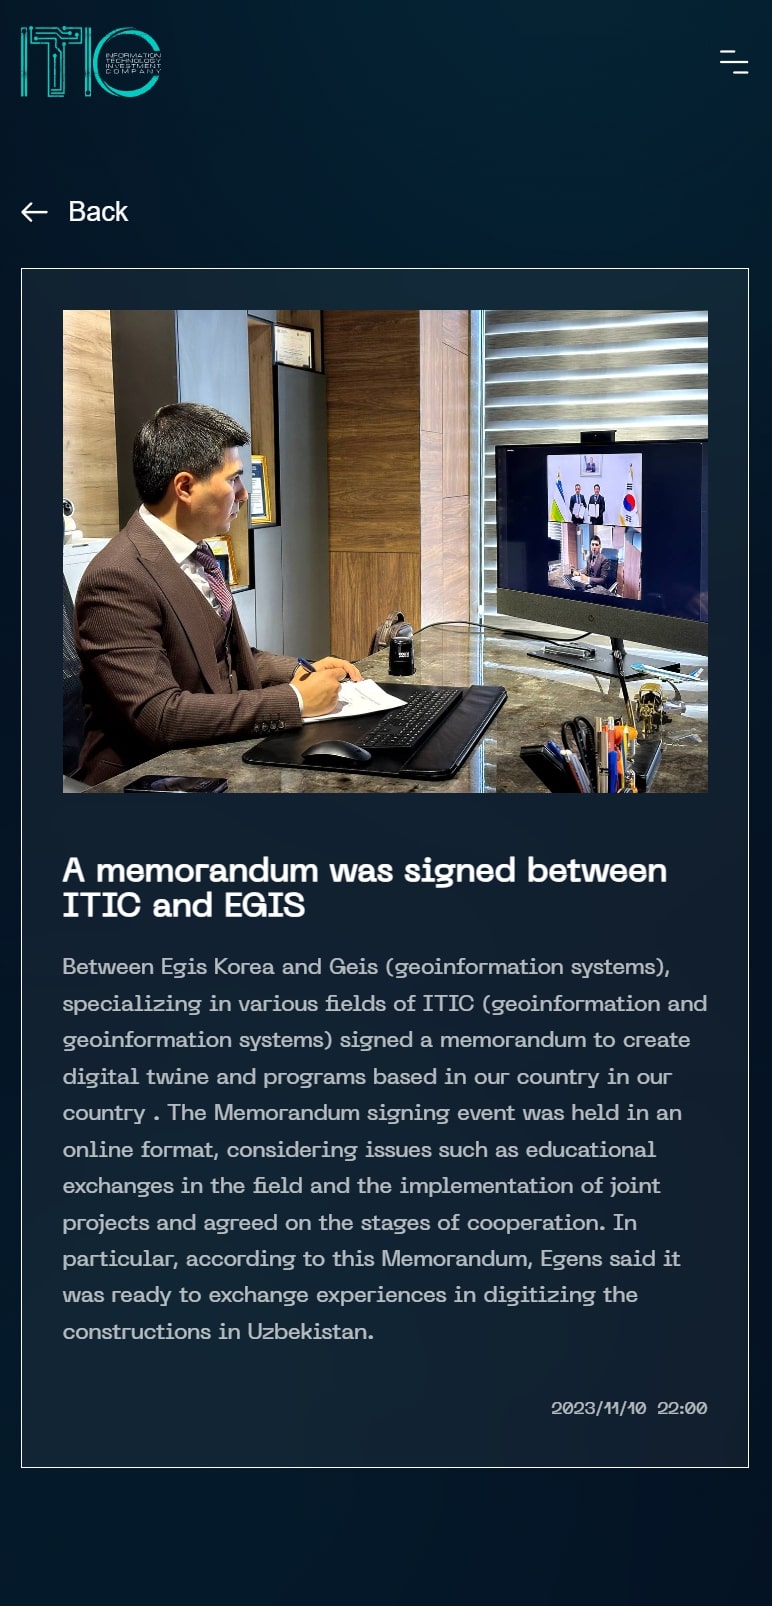 ITIC
INFORMATION
TECHNOLOGY
INVESTMENT
COMPANY
Back
A memorandum was signed between
ITIC and EGIS
Between Egis Korea and Geis (geoinformation systems),
specializing in various fields of ITIC (geoinformation and
geoinformation systems) signed a memorandum to create
digital twine and programs based in our country in our
country . The Memorandum signing event was held in an
online format, considering issues such as educational
exchanges in the field and the implementation of joint
projects and agreed on the stages of cooperation. In
particular, according to this Memorandum, Egens said it
was ready to exchange experiences in digitizing the
constructions in Uzbekistan.
2023/11/10 22:00